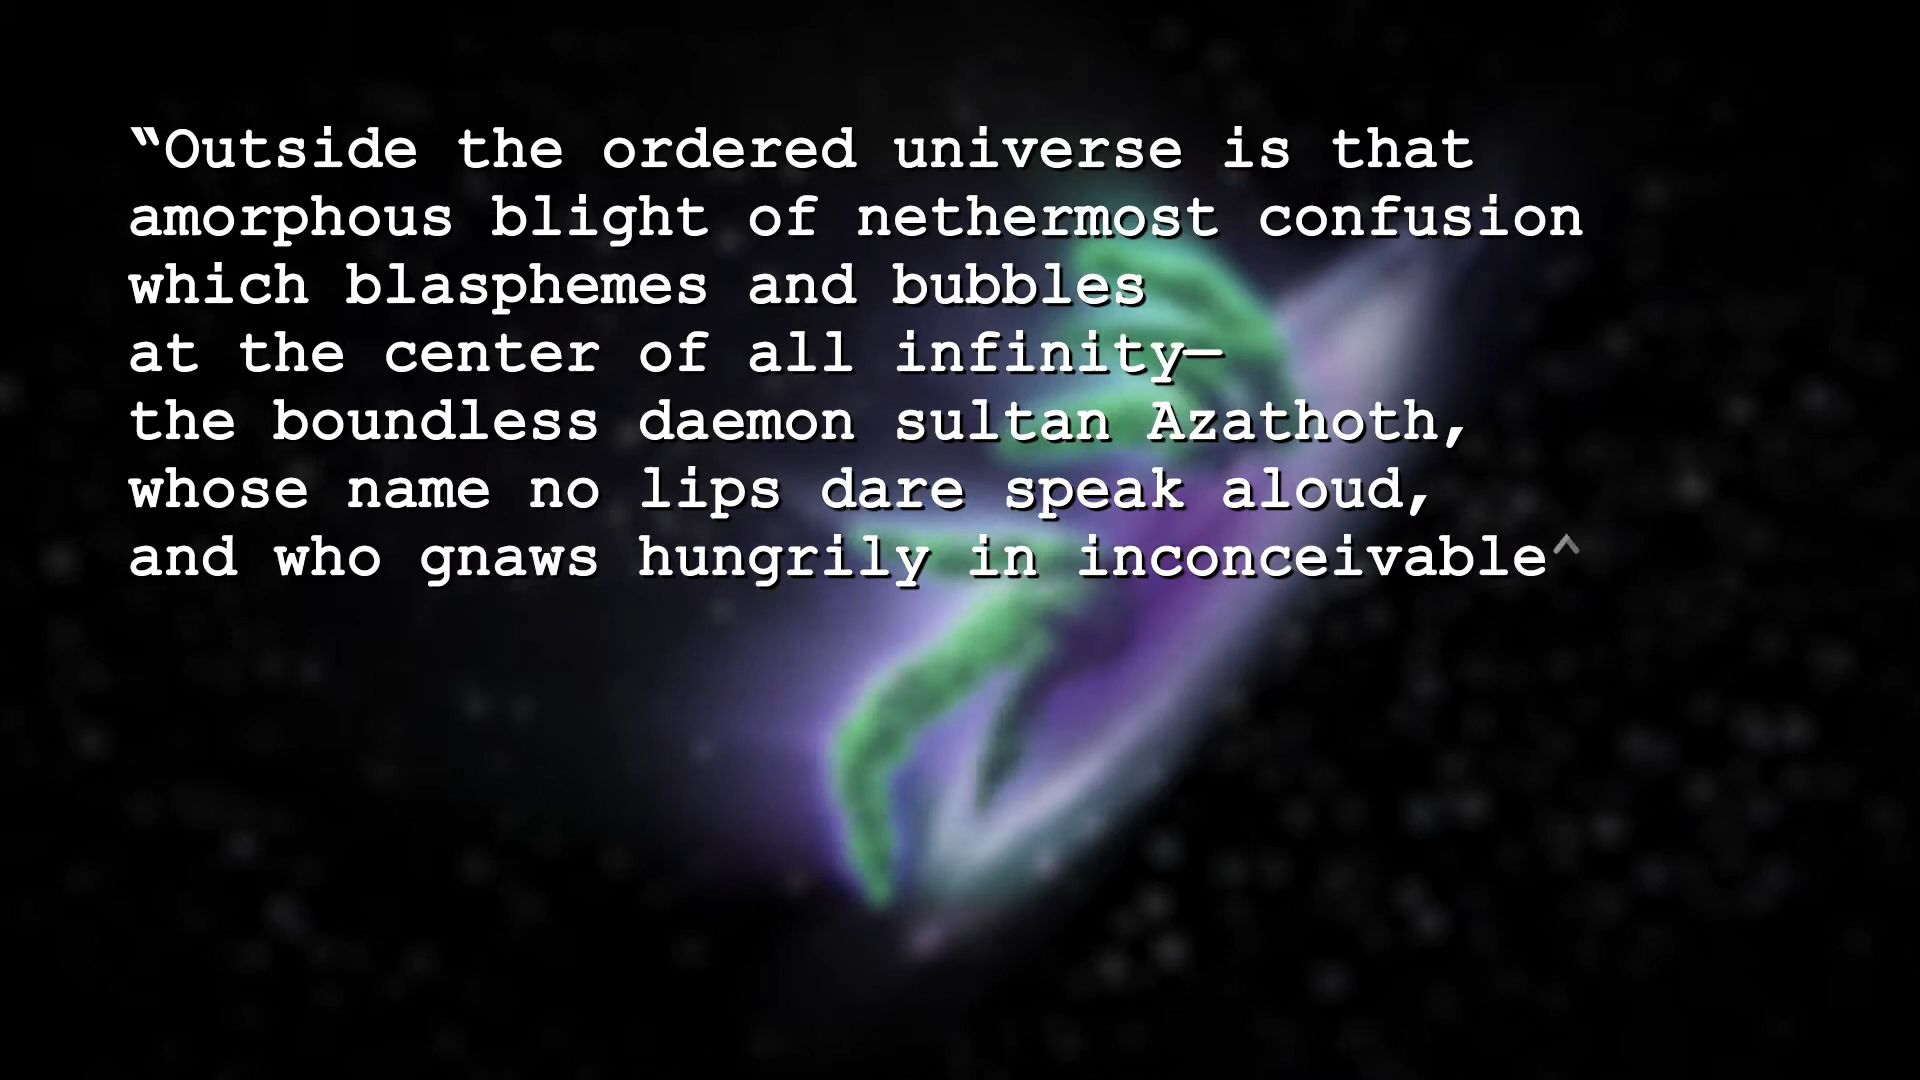 “Outside the ordered universe is that
amorphous blight of nethermost confusion
which blasphemes and bubbles
at the center of all infinity—
the boundless daemon sultan Azathoth,
whose name no lips dare speak aloud,
and who gnaws hungrily in inconceivable^